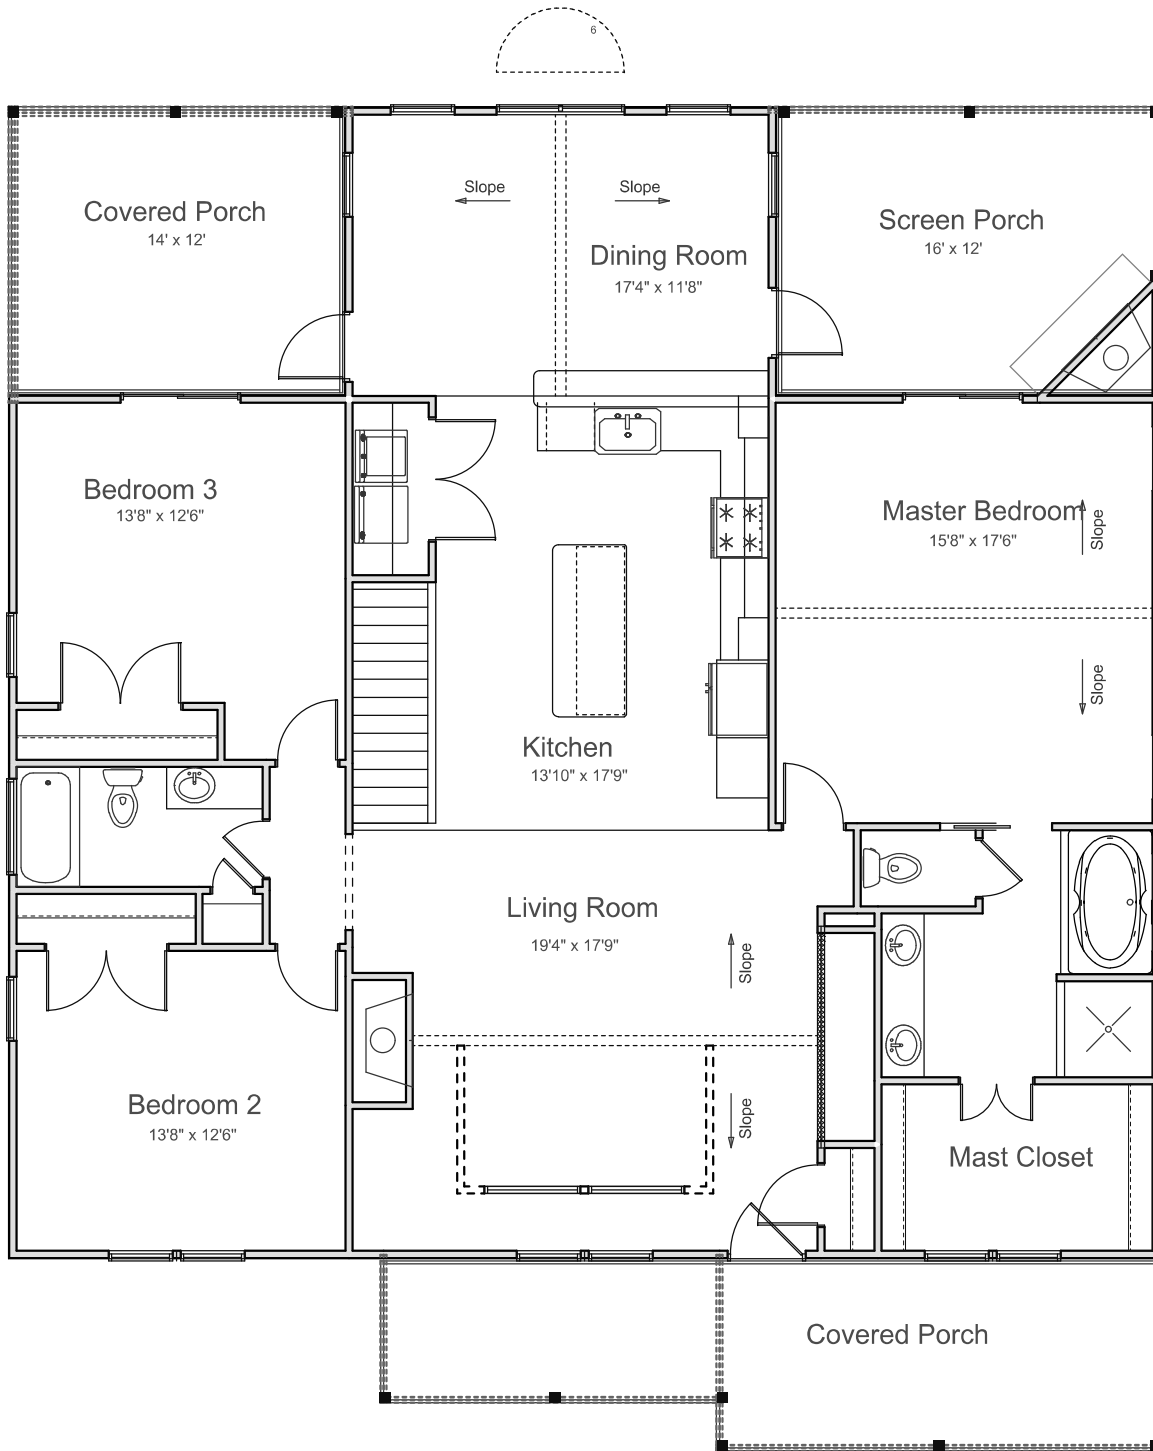 6
Slope
Slope
Covered Porch
14' x 12'
Dining Room
17'4" x 11'8"
Screen Porch
16' x 12'
Bedroom 3
13'8" x 12'6"
Master Bedroom
15'8" x 17'6"
Slope
Slope
Kitchen
13'10" x 17'9"
Living Room
19'4" x 17'9"
Slope
Slope
Bedroom 2
13'8" x 12'6"
Mast Closet
Covered Porch